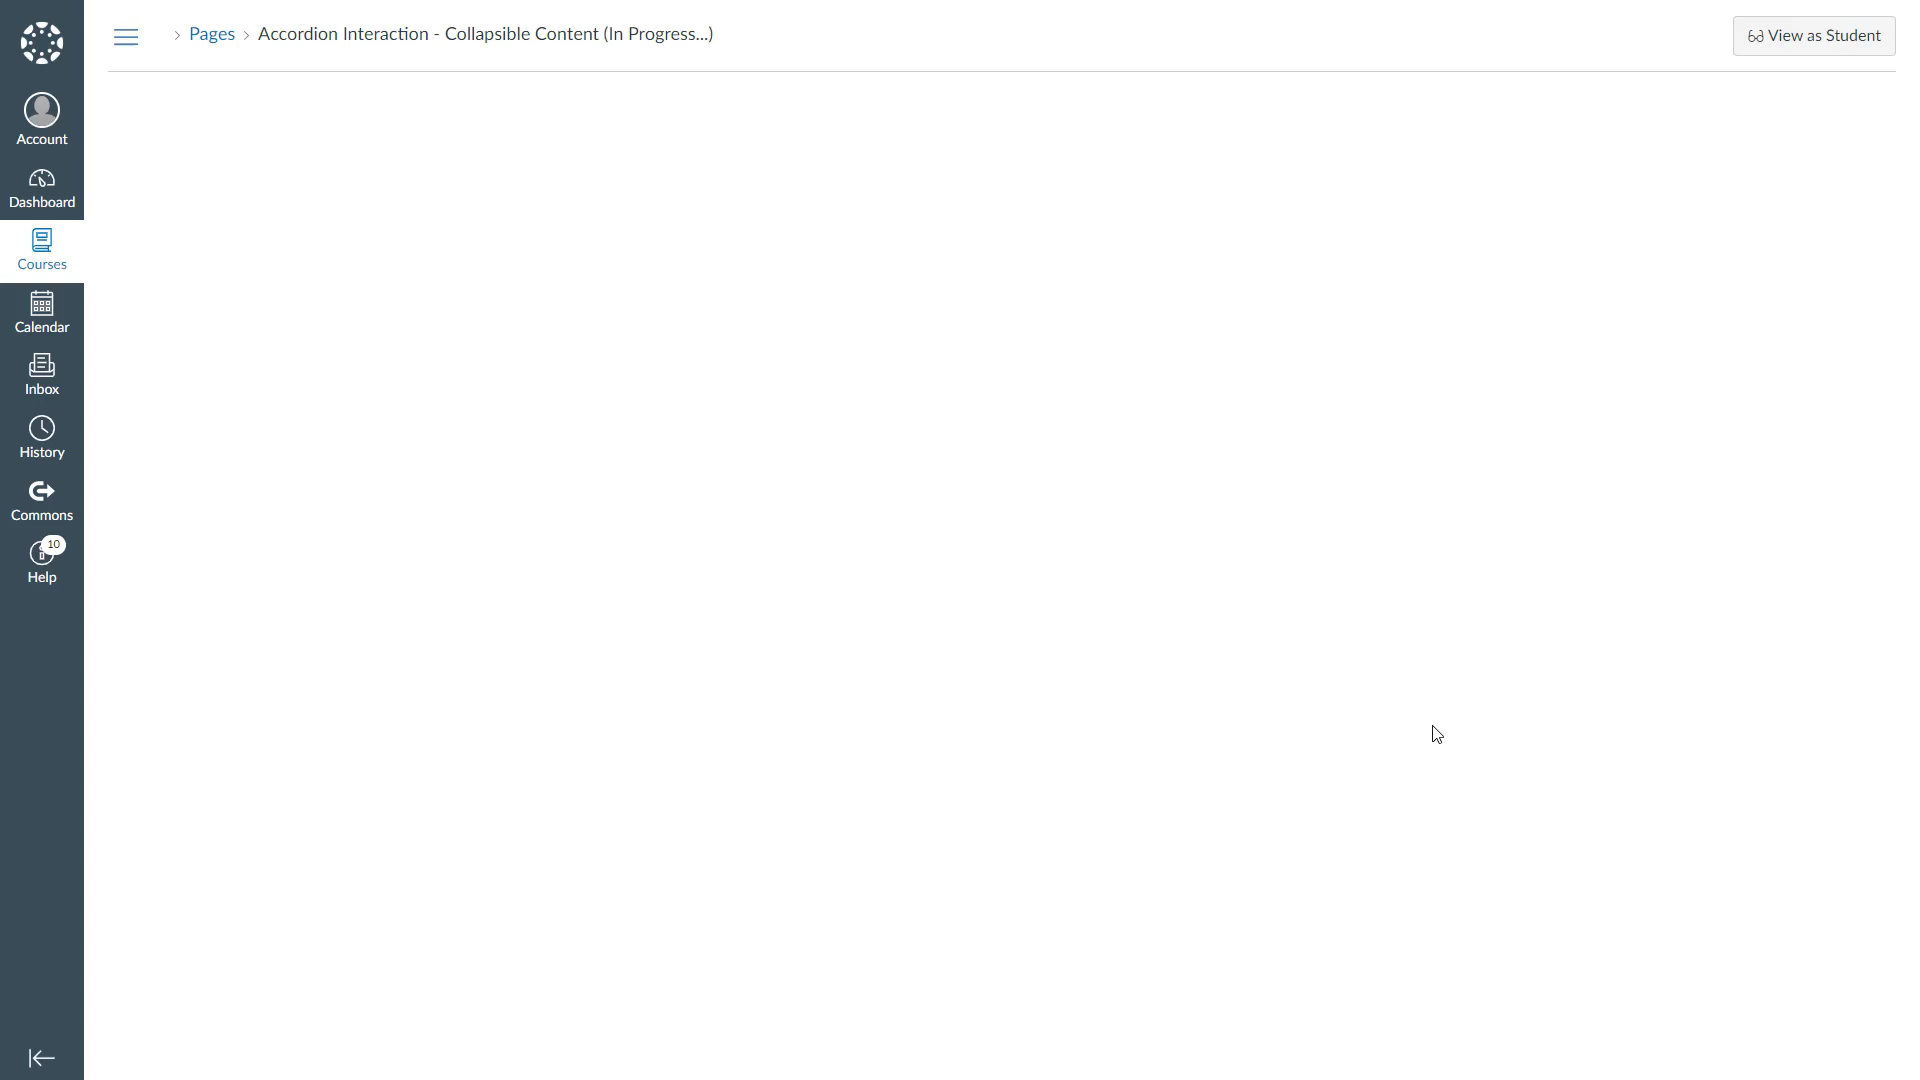 Pages
Accordion Interaction - Collapsible Content (In Progress...)
View as Student
Account
Dashboard
Courses
Calendar
Inbox
History
Commons
10
Help